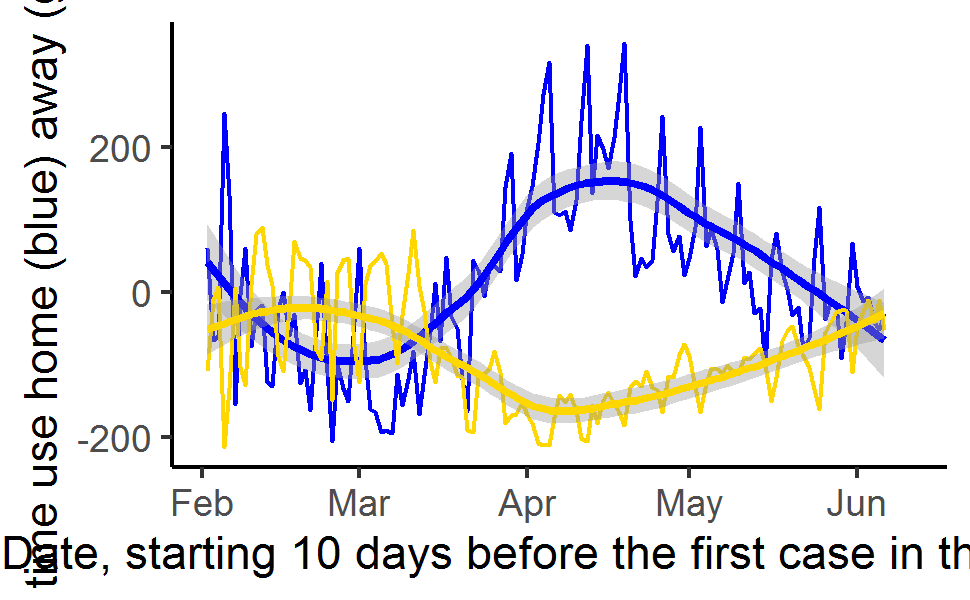 time use home (blue) away (
200
0
-200
Feb Mar Apr May Jun
Date, starting 10 days before the first case in th